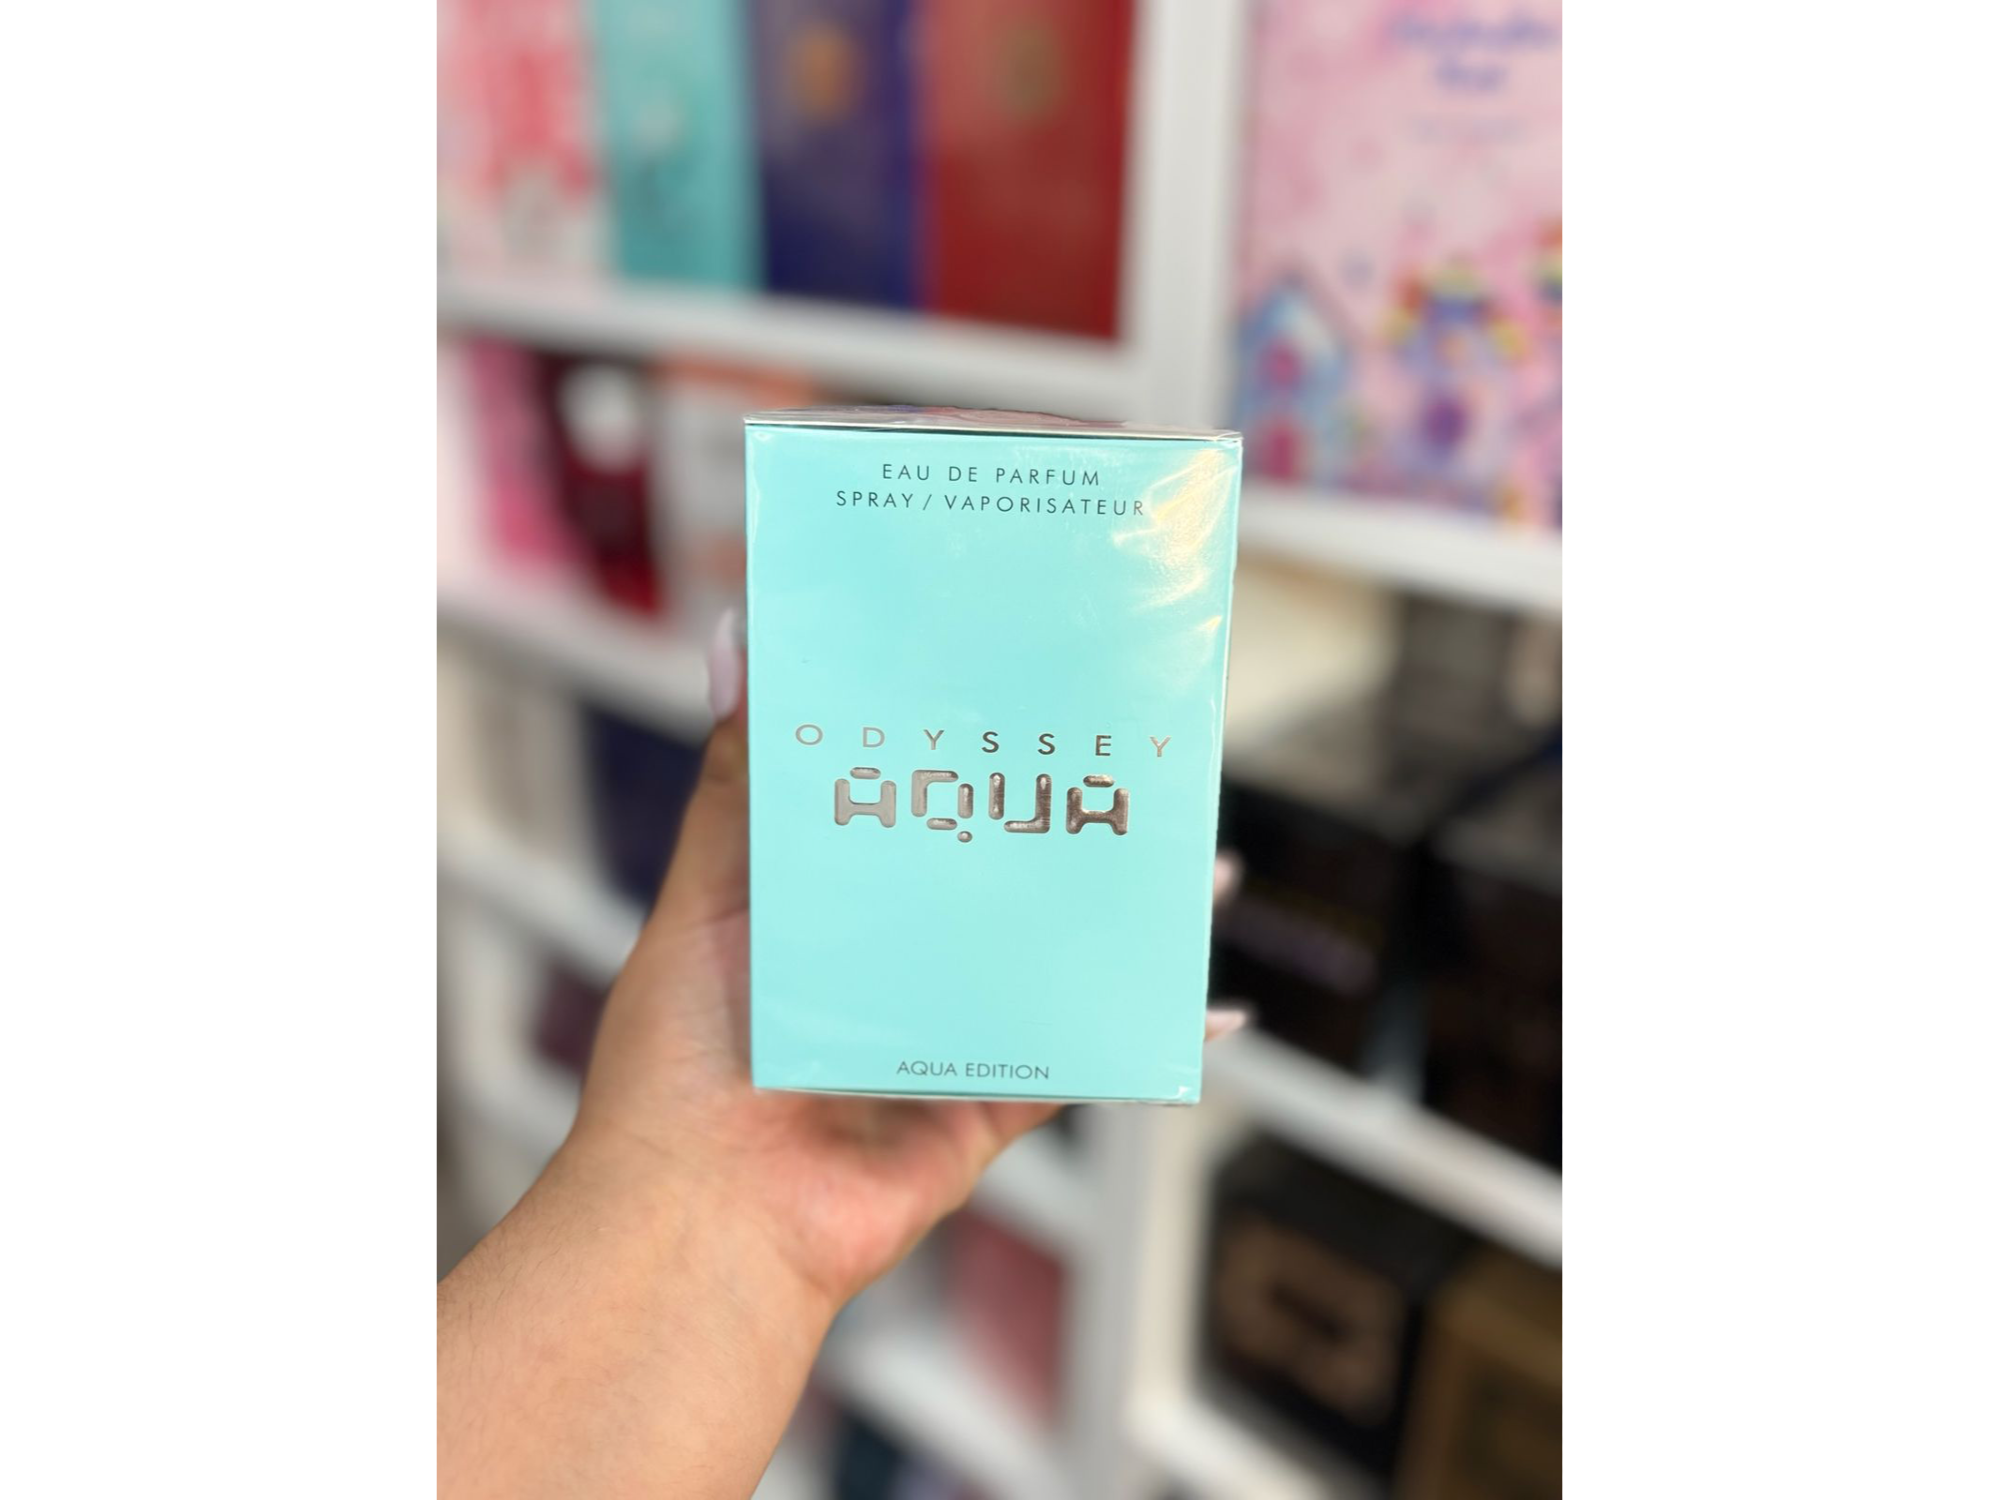 EAU DE PARFUM
SPRAY / VAPORISATEUR
ODYSSEY
AQUA
AQUA EDITION